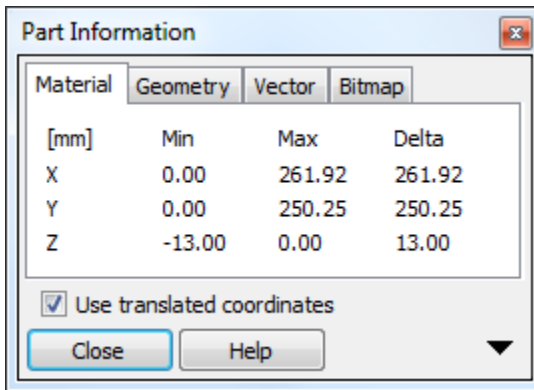 Part Information
Material Geometry Vector Bitmap
[mm] Min Max Delta
X 0.00 261.92 261.92
Y 0.00 250.25 250.25
Z -13.00 0.00 13.00
Use translated coordinates
Close Help